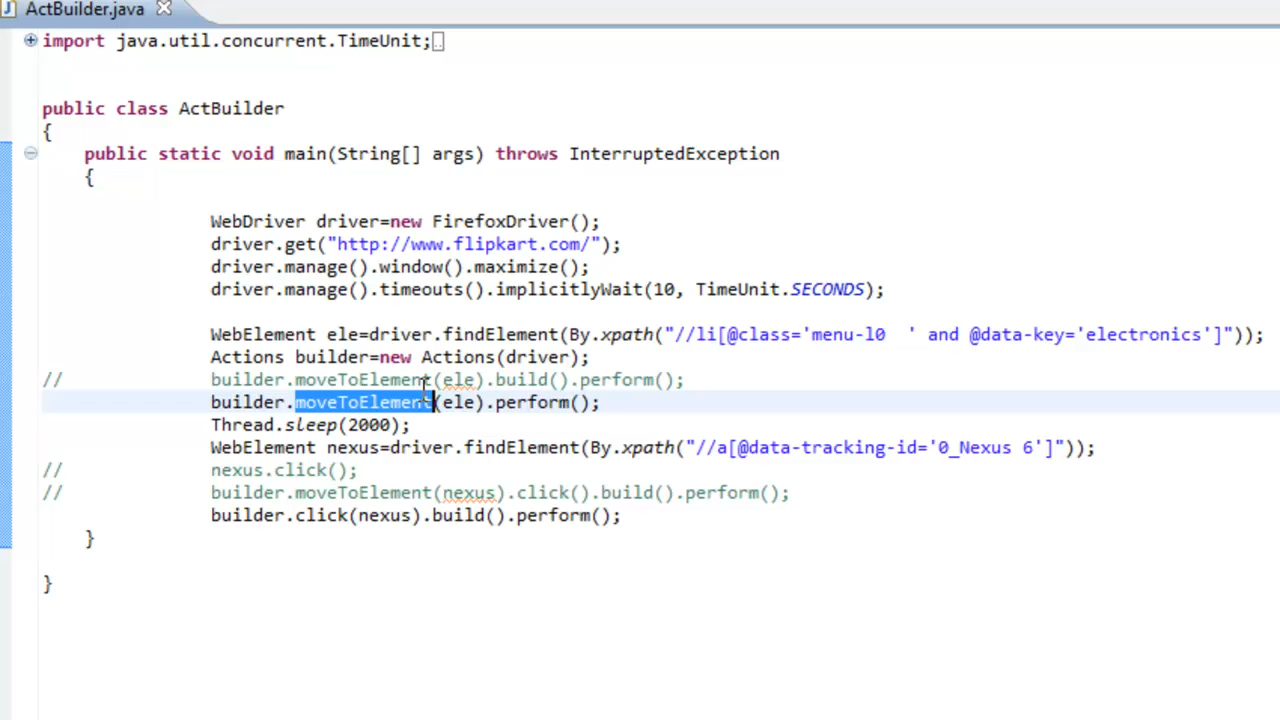 ActBuilder.java
import java.util.concurrent.TimeUnit;
public class ActBuilder
{
public static void main(String[] args) throws InterruptedException
{
WebDriver driver=new FirefoxDriver();
driver.get("http://www.flipkart.com/");
driver.manage().window().maximize();
driver.manage().timeouts().implicitlyWait(10, TimeUnit.SECONDS);
WebElement ele=driver.findElement(By.xpath("//li[@class='menu-l0  ' and @data-key='electronics']"));
Actions builder=new Actions(driver);
// builder.moveToElement(ele).build().perform();
builder.moveToElement(ele).perform();
Thread.sleep(2000);
WebElement nexus=driver.findElement(By.xpath("//a[@data-tracking-id='0_Nexus 6']"));
// nexus.click();
// builder.moveToElement(nexus).click().build().perform();
builder.click(nexus).build().perform();
}
}